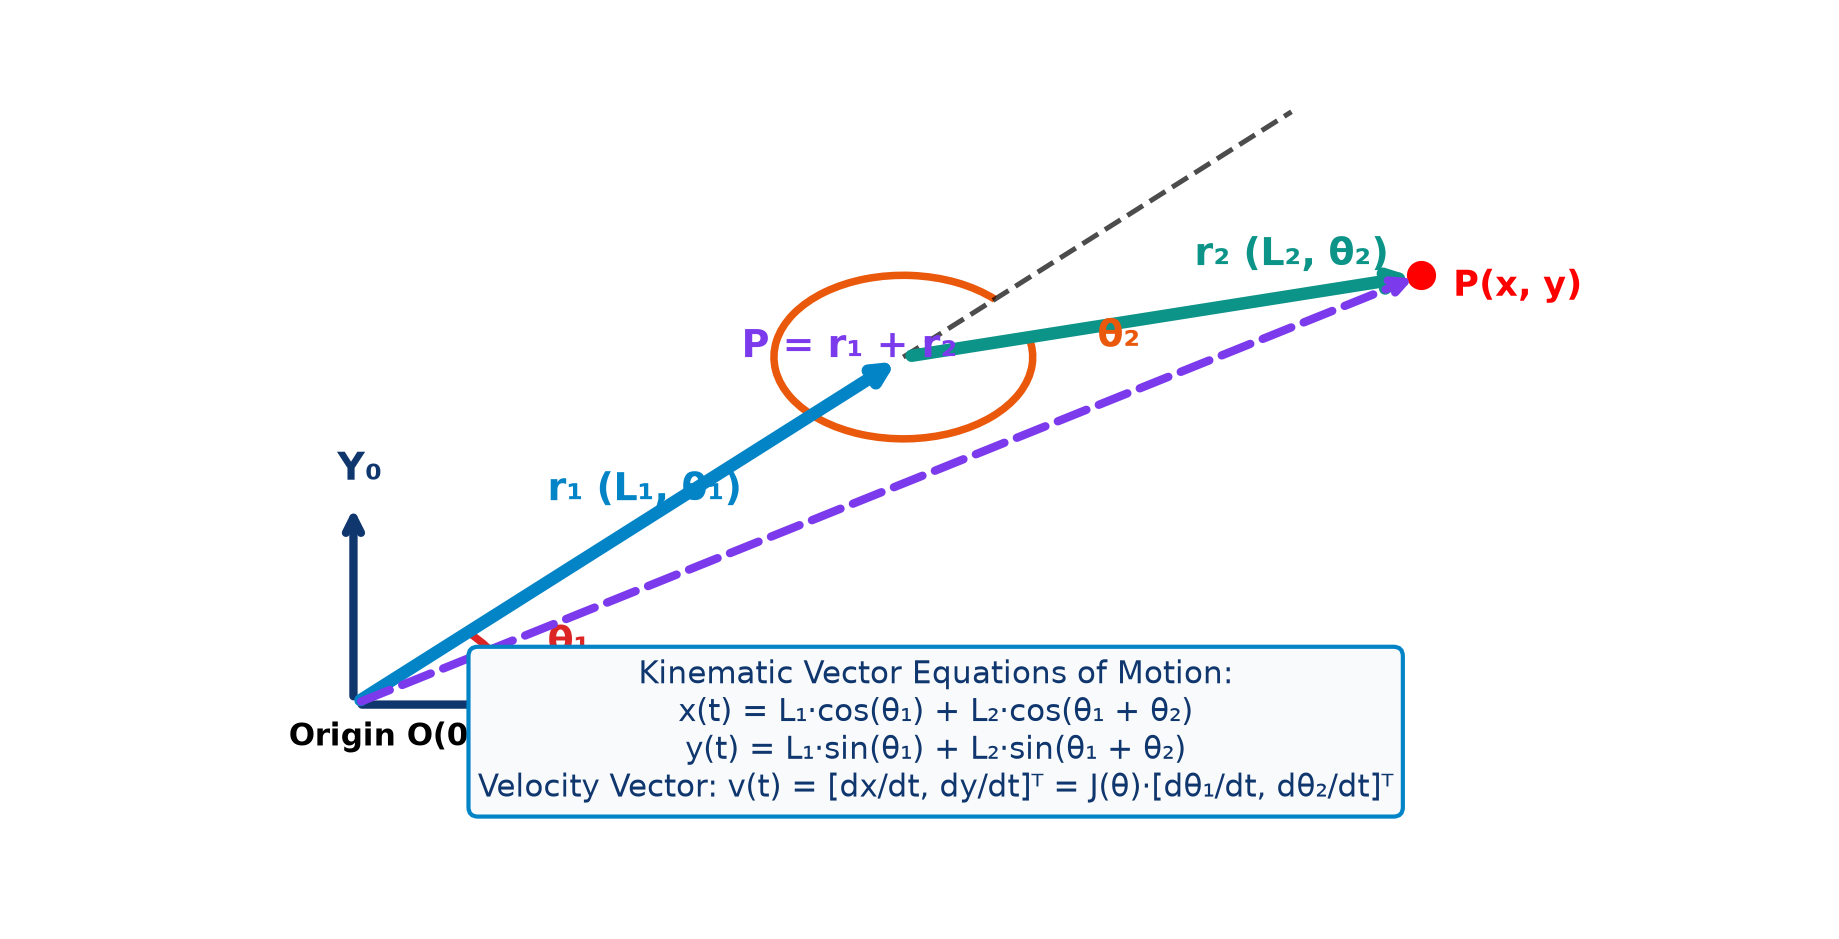 r₂ (L₂, θ₂)
P(x, y)
θ₂
P = r₁ + r₂
Y₀
r₁ (L₁, θ₁)
θ₁
Origin O(0
Kinematic Vector Equations of Motion:
x(t) = L₁·cos(θ₁) + L₂·cos(θ₁ + θ₂)
y(t) = L₁·sin(θ₁) + L₂·sin(θ₁ + θ₂)
Velocity Vector: v(t) = [dx/dt, dy/dt]ᵀ = J(θ)·[dθ₁/dt, dθ₂/dt]ᵀ